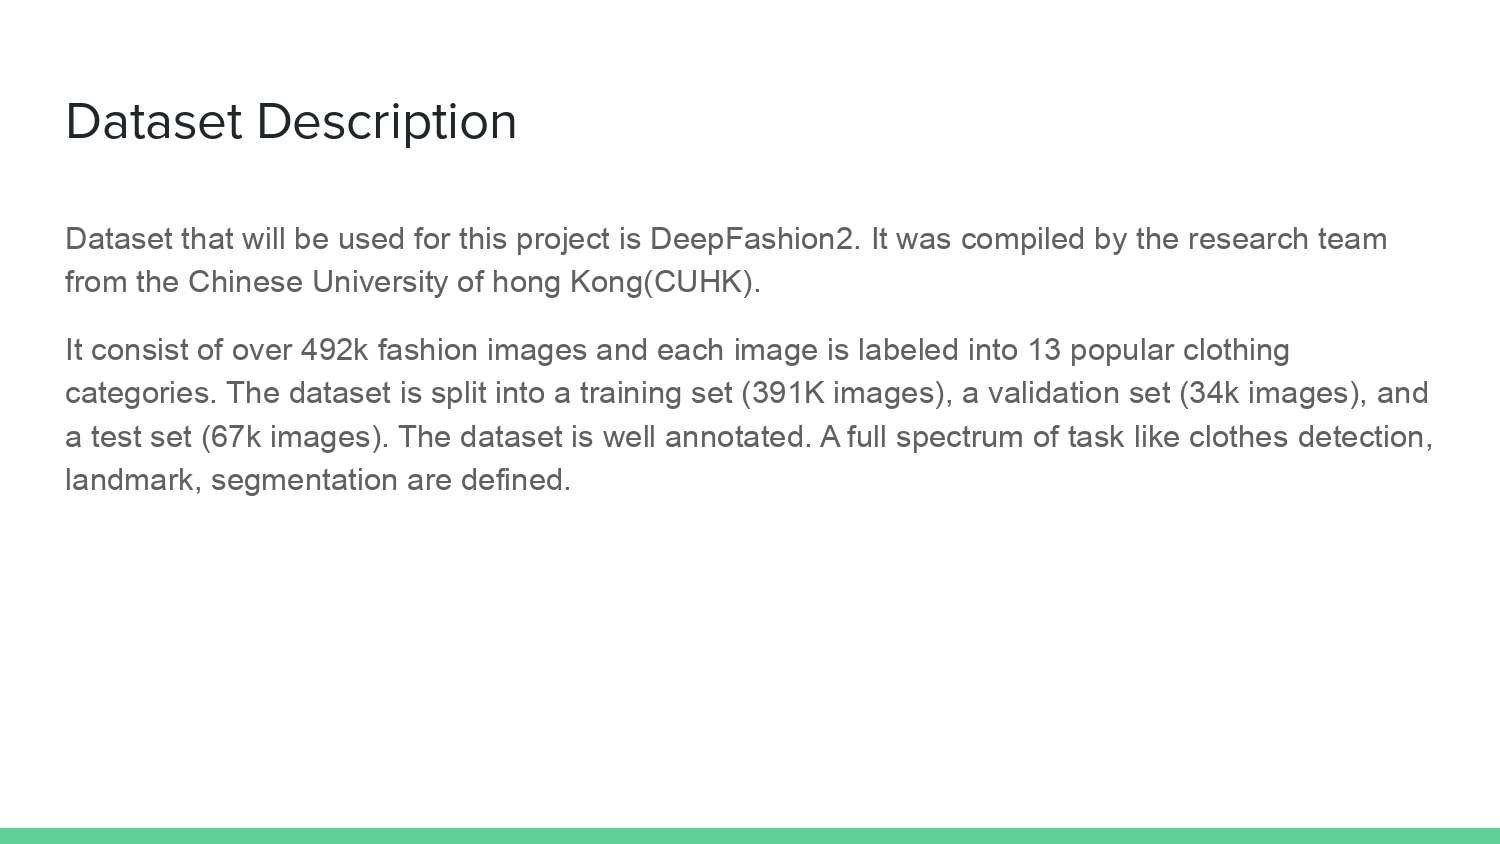 Dataset Description
Dataset that will be used for this project is DeepFashion2. It was compiled by the research team
from the Chinese University of hong Kong(CUHK).
It consist of over 492k fashion images and each image is labeled into 13 popular clothing
categories. The dataset is split into a training set (391K images), a validation set (34k images), and
a test set (67k images). The dataset is well annotated. A full spectrum of task like clothes detection,
landmark, segmentation are defined.